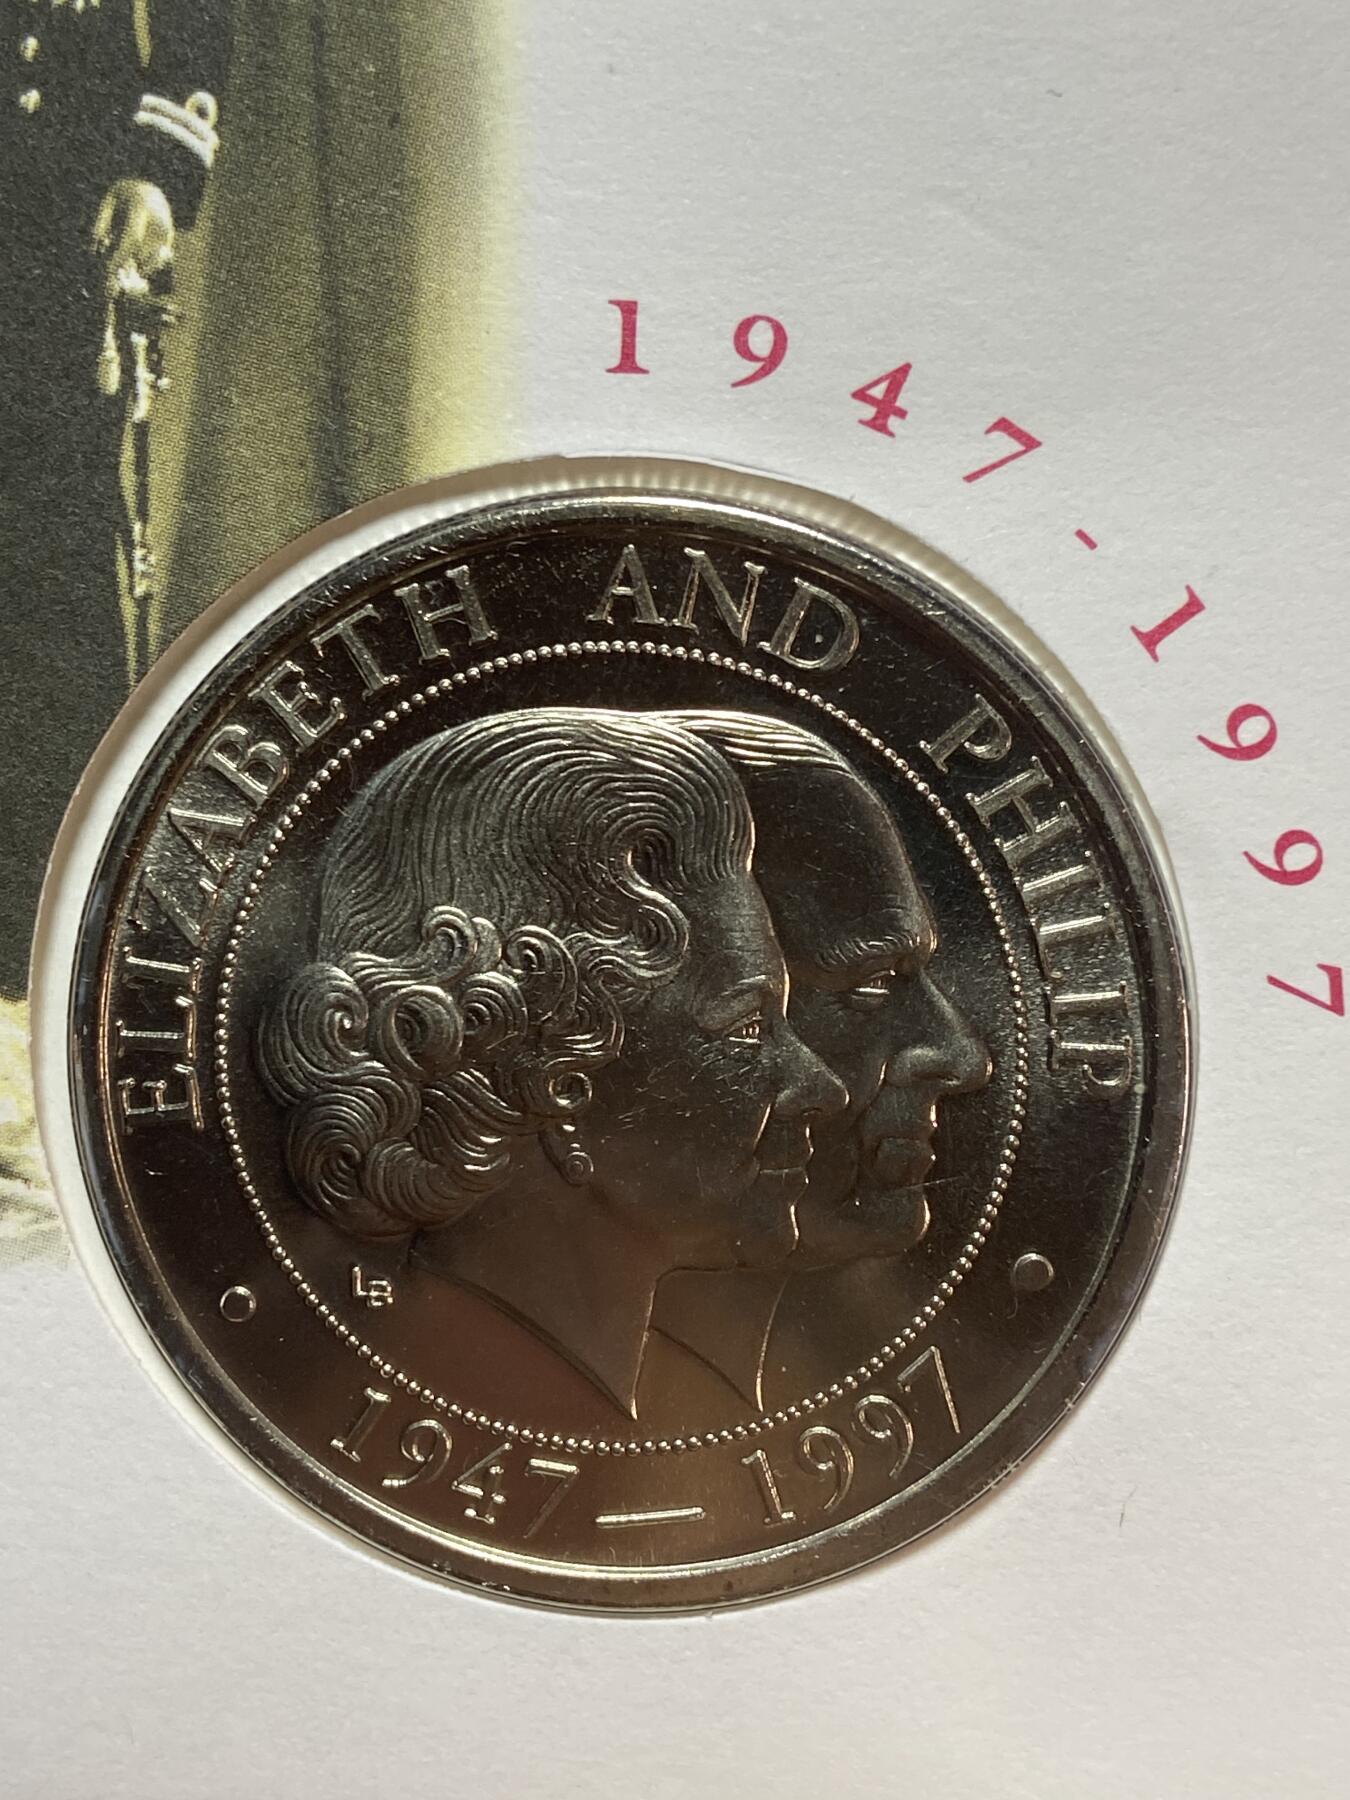 1947-1997
ELIZABETH AND PHILIP
LB
1947 — 1997